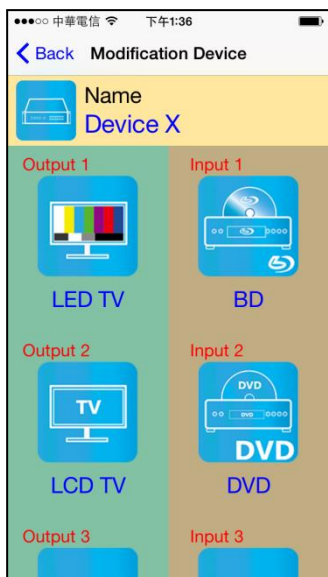 中華電信 下午1:36
Back Modification Device
Name
Device X
Output 1 Input 1
DVD
TV DVD
LED TV BD
Output 2 Input 2
LCD TV DVD
Output 3 Input 3